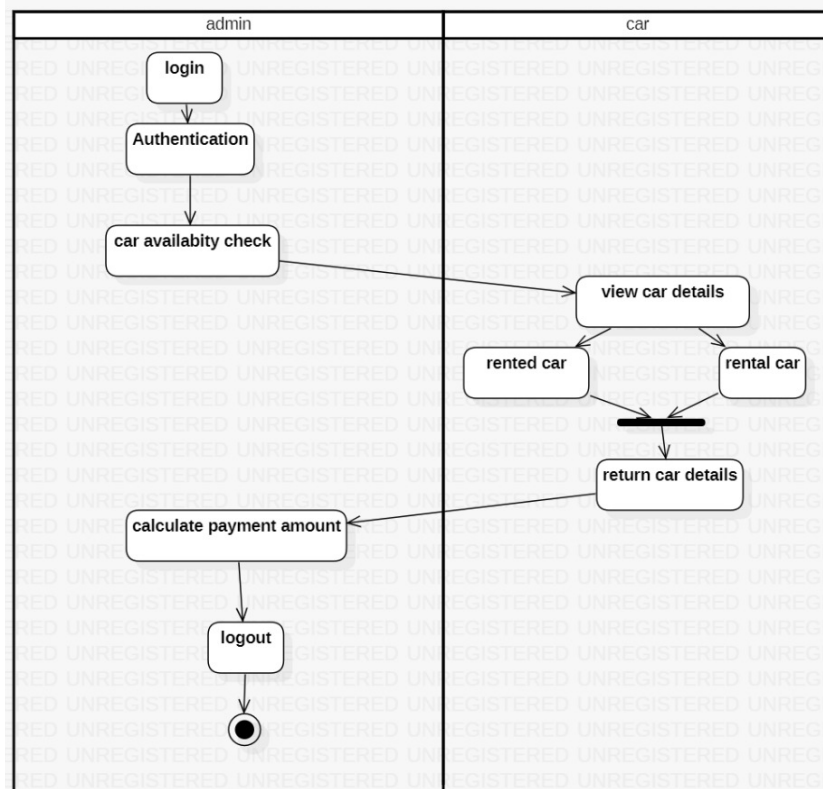 admin
car
login
Authentication
car availabity check
view car details
rented car
rental car
return car details
calculate payment amount
logout
UNREGISTERED